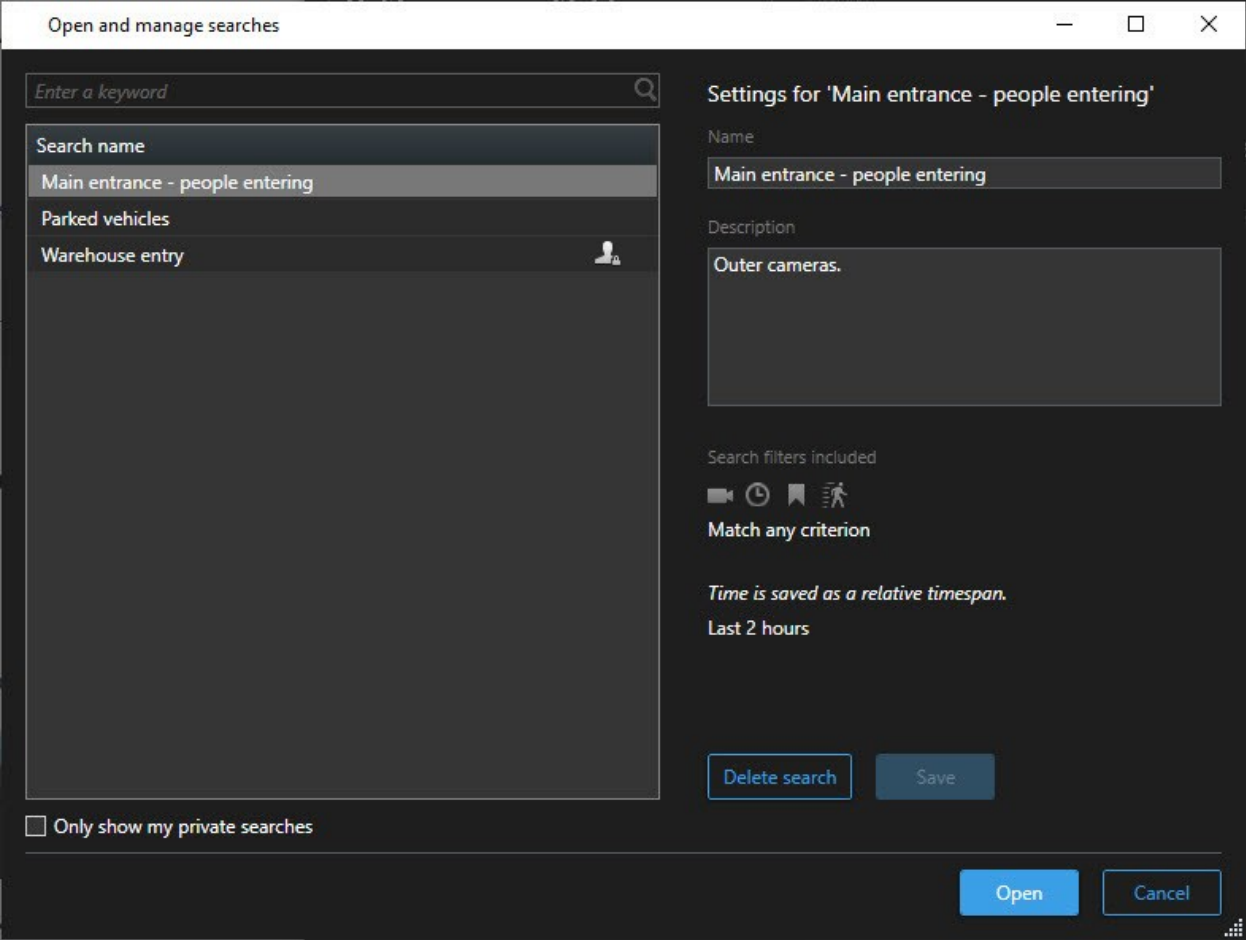 Open and manage searches
Enter a keyword
Search name
Main entrance - people entering
Parked vehicles
Warehouse entry
Only show my private searches
Settings for 'Main entrance - people entering'
Name
Main entrance - people entering
Description
Outer cameras.
Search filters included
Match any criterion
Time is saved as a relative timespan.
Last 2 hours
Delete search
Save
Open
Cancel